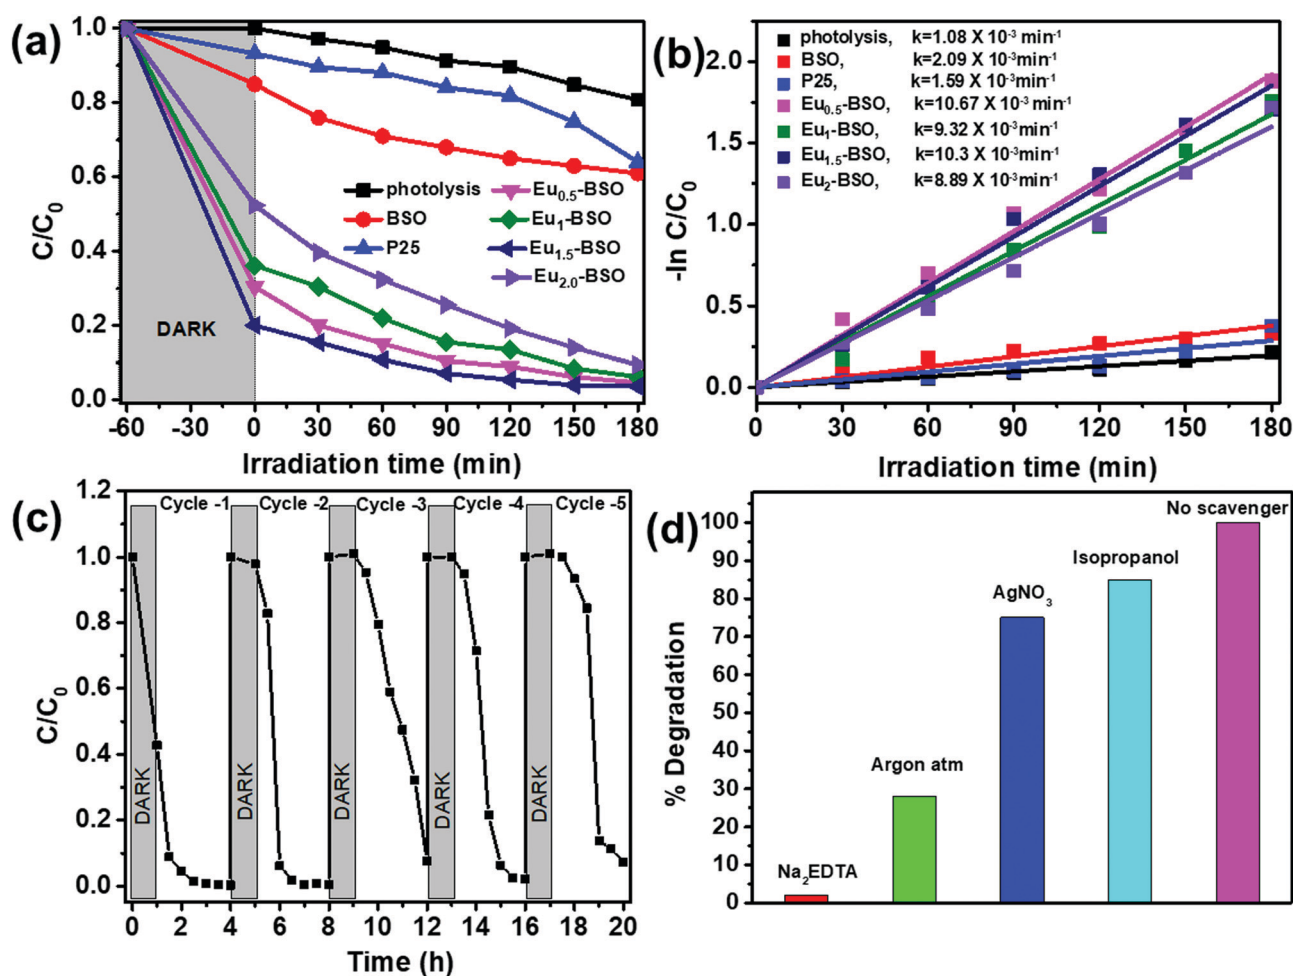 (a)
1.0
0.8
0.6
0.4
0.2
0.0
C/C₀
DARK
photolysis
BSO
P25
Eu₀.₅-BSO
Eu₁-BSO
Eu₁.₅-BSO
Eu₂.₀-BSO
-60 -30 0 30 60 90 120 150 180
Irradiation time (min)
(b)
2.0
1.5
1.0
0.5
0.0
-ln C/C₀
photolysis, k=1.08 X 10⁻³ min⁻¹
BSO, k=2.09 X 10⁻³min⁻¹
P25, k=1.59 X 10⁻³min⁻¹
Eu₀.₅-BSO, k=10.67 X 10⁻³ min⁻¹
Eu₁-BSO, k=9.32 X 10⁻³min⁻¹
Eu₁.₅-BSO, k=10.3 X 10⁻³min⁻¹
Eu₂-BSO, k=8.89 X 10⁻³min⁻¹
0 30 60 90 120 150 180
Irradiation time (min)
(c)
1.2
1.0
0.8
0.6
0.4
0.2
0.0
C/C₀
Cycle -1 Cycle -2 Cycle -3 Cycle -4 Cycle -5
DARK DARK DARK DARK DARK
0 2 4 6 8 10 12 14 16 18 20
Time (h)
(d)
100
90
80
70
60
50
40
30
20
10
0
% Degradation
Na₂EDTA
Argon atm
AgNO₃
Isopropanol
No scavenger